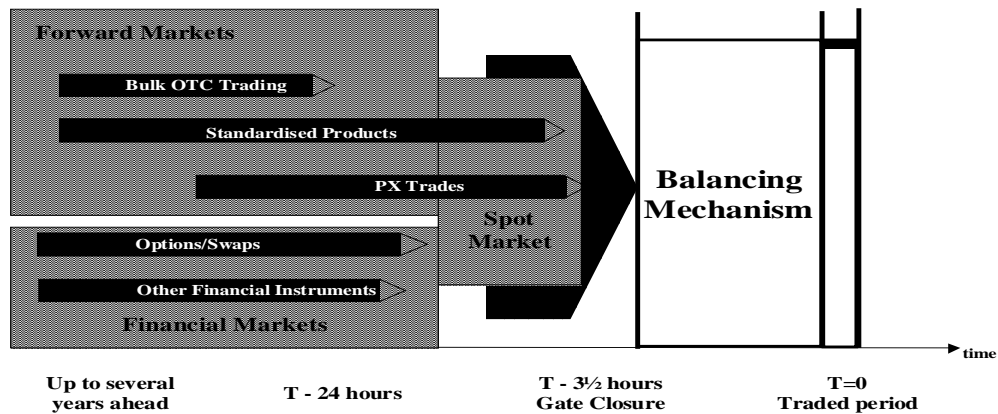 Forward Markets
Bulk OTC Trading
Standardised Products
PX Trades
Spot
Market
Balancing
Mechanism
Options/Swaps
Other Financial Instruments
Financial Markets
time
Up to several
years ahead
T - 24 hours
T - 3½ hours
Gate Closure
T=0
Traded period